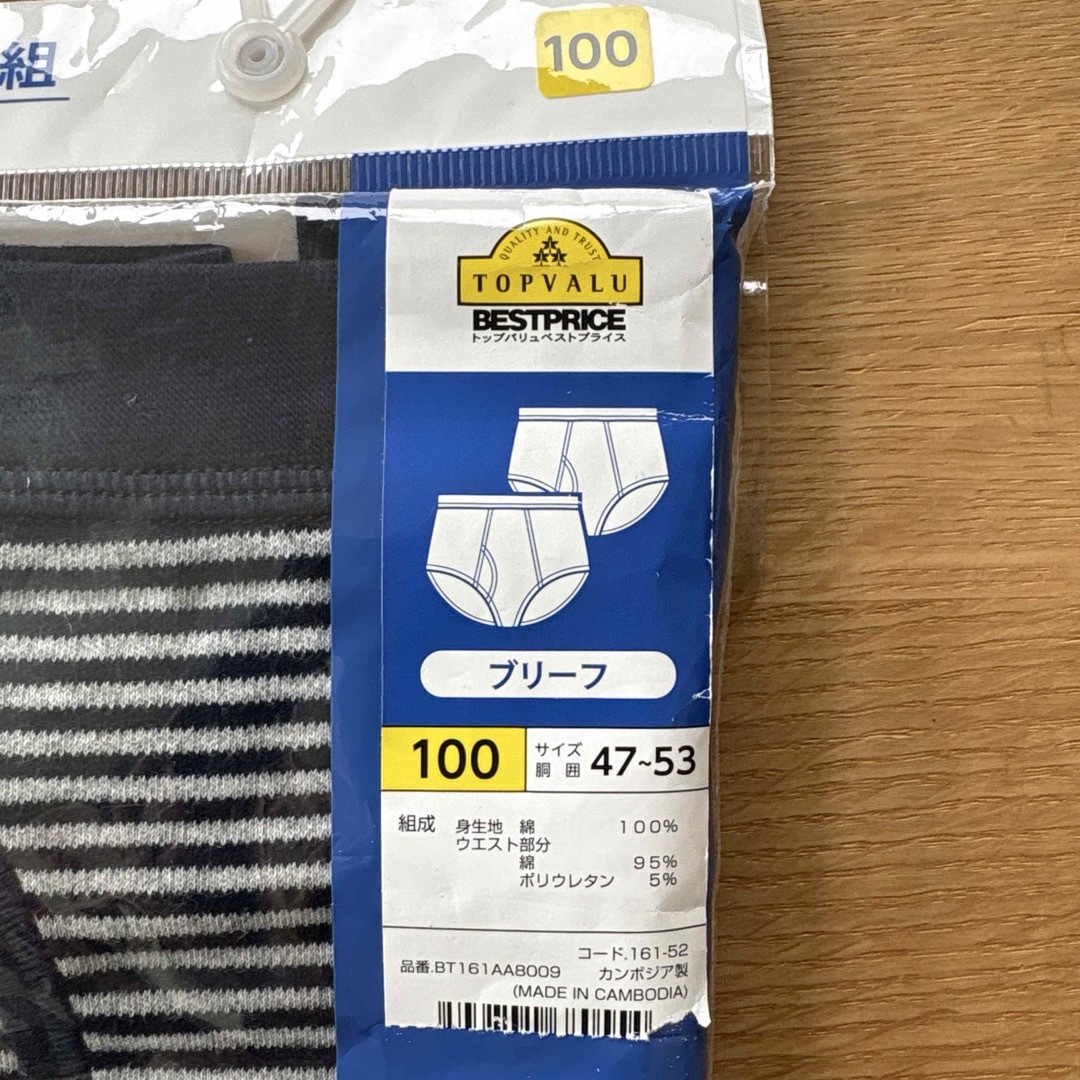 組
100
QUALITY AND TRUST
TOPVALU
BESTPRICE
トップバリュベストプライス
ブリーフ
100 サイズ 胴囲 47~53
組成 身生地 綿 100%
ウエスト部分
綿 95%
ポリウレタン 5%
コード.161-52
品番.BT161AA8009 カンボジア製
(MADE IN CAMBODIA)